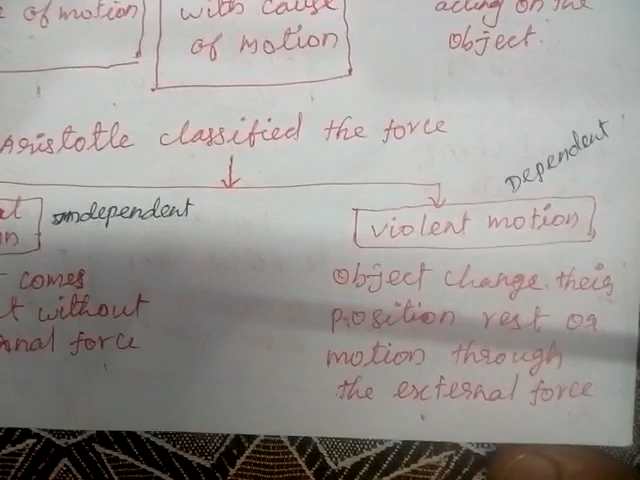 of motion
with cause
of motion
acting on the
object.
Aristotle classified the force
Independent
Dependent
violent motion
comes
without
force
object change their
position rest or
motion through
the external force